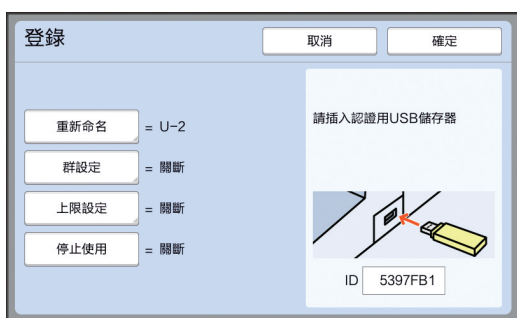 登錄
取消
確定
重新命名 = U-2
群設定 = 關斷
上限設定 = 關斷
停止使用 = 關斷
請插入認證用USB儲存器
ID 5397FB1